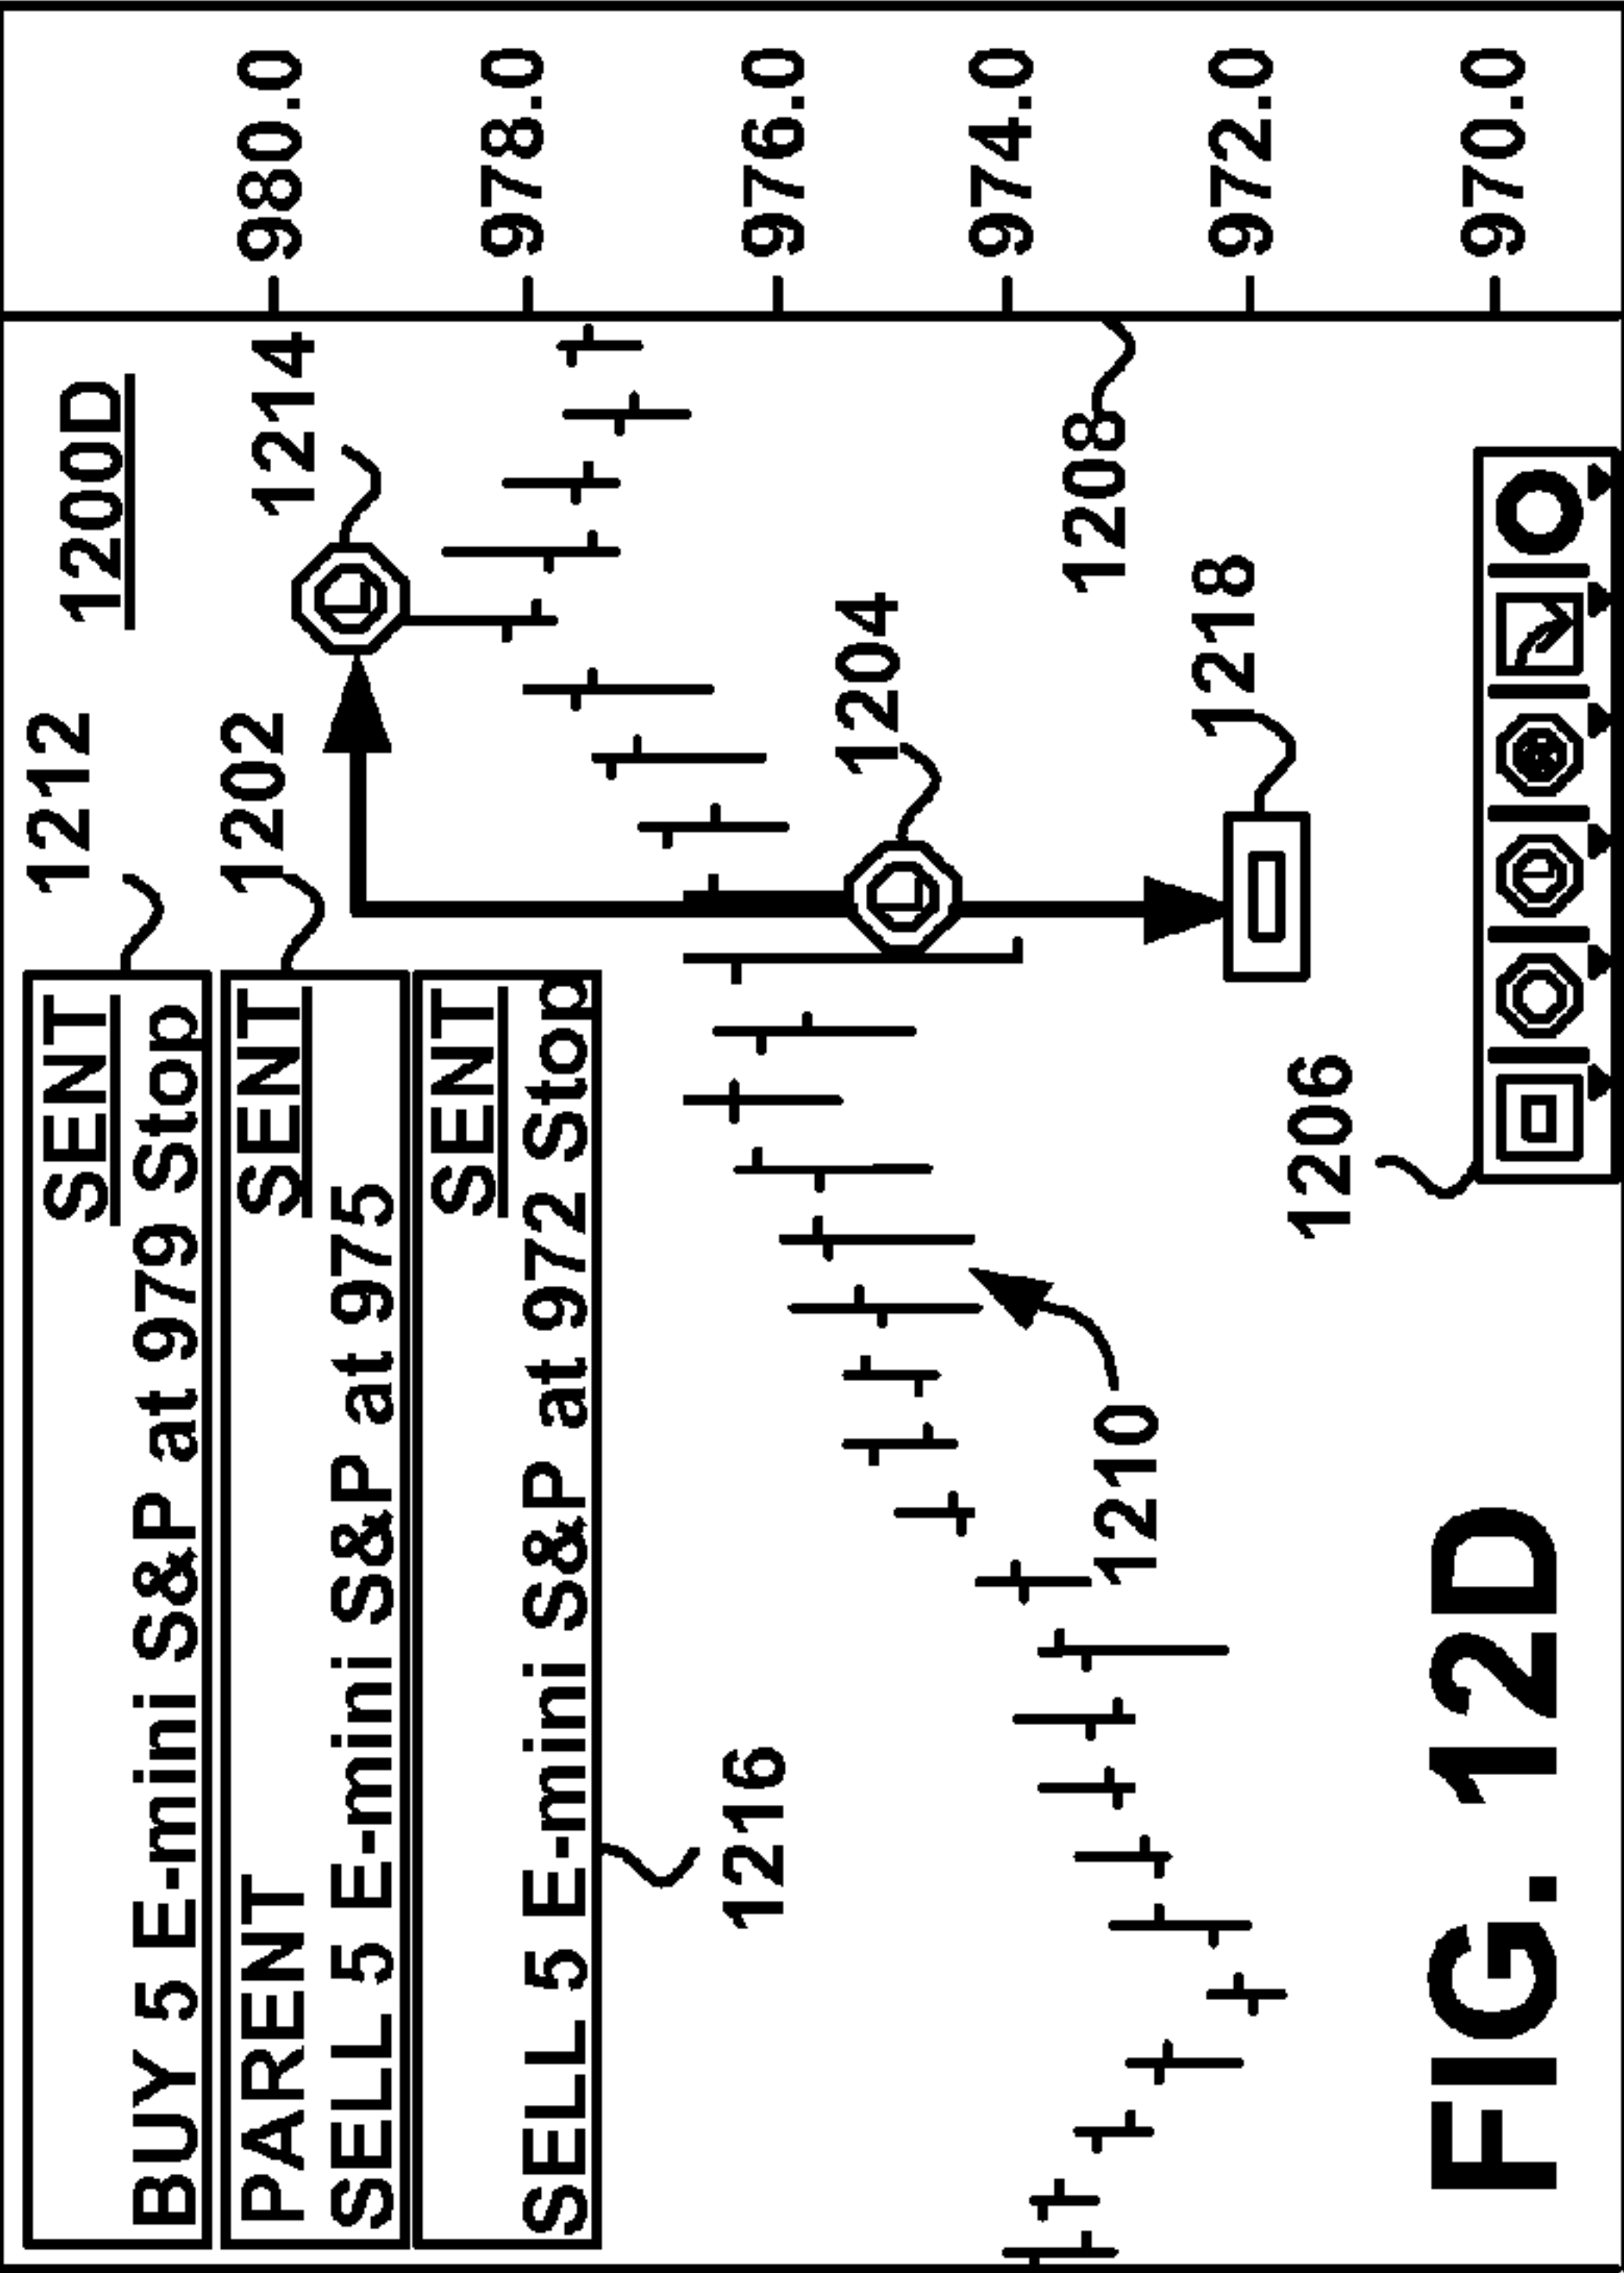 1200D
SENT
BUY 5 E-mini S&P at 979 Stop
1212
PARENT SENT
SELL 5 E-mini S&P at 975
1202
SENT
SELL 5 E-mini S&P at 972 Stop
1216
1214
980.0
978.0
976.0
974.0
972.0
970.0
L
1204
L
1208
1210
1218
1206
FIG. 12D